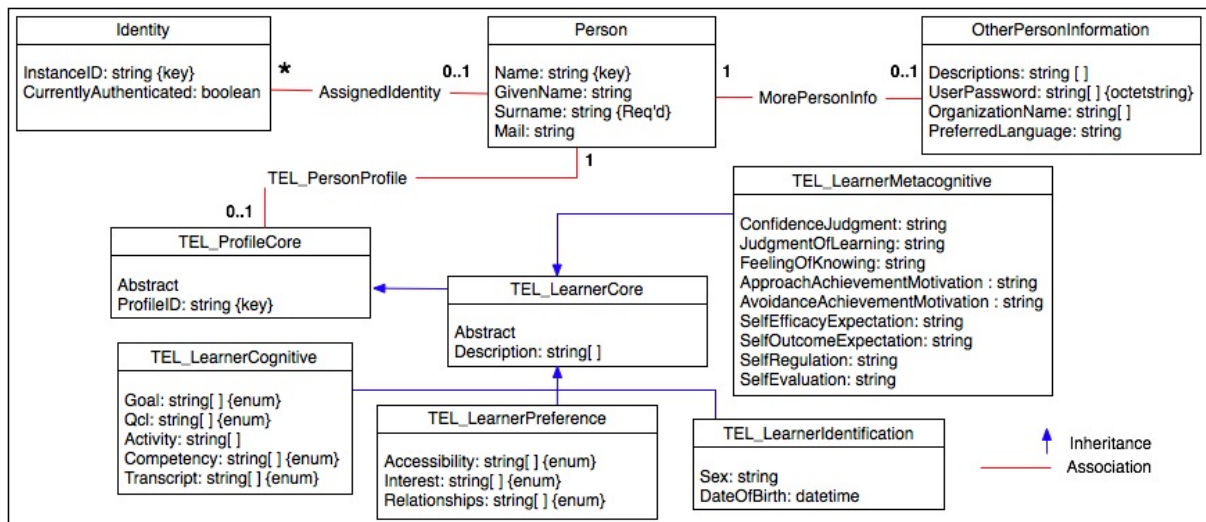 Identity
InstanceID: string {key}
CurrentlyAuthenticated: boolean
*
AssignedIdentity
0..1
Person
Name: string {key}
GivenName: string
Surname: string {Req'd}
Mail: string
1
MorePersonInfo
0..1
OtherPersonInformation
Descriptions: string [ ]
UserPassword: string[ ] {octetstring}
OrganizationName: string[ ]
PreferredLanguage: string
1
TEL_PersonProfile
0..1
TEL_ProfileCore
Abstract
ProfileID: string {key}
TEL_LearnerCore
Abstract
Description: string[ ]
TEL_LearnerMetacognitive
ConfidenceJudgment: string
JudgmentOfLearning: string
FeelingOfKnowing: string
ApproachAchievementMotivation : string
AvoidanceAchievementMotivation : string
SelfEfficacyExpectation: string
SelfOutcomeExpectation: string
SelfRegulation: string
SelfEvaluation: string
TEL_LearnerCognitive
Goal: string[ ] {enum}
Qcl: string[ ] {enum}
Activity: string[ ]
Competency: string[ ] {enum}
Transcript: string[ ] {enum}
TEL_LearnerPreference
Accessibility: string[ ] {enum}
Interest: string[ ] {enum}
Relationships: string[ ] {enum}
TEL_LearnerIdentification
Sex: string
DateOfBirth: datetime
Inheritance
Association